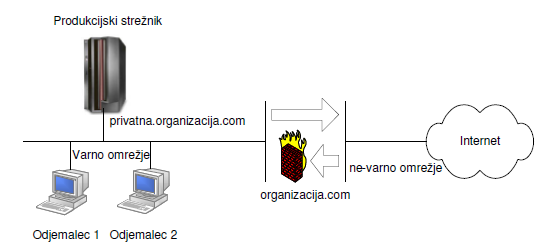 Produkcijski strežnik
privatna.organizacija.com
Varno omrežje
Internet
ne-varno omrežje
organizacija.com
Odjemalec 1
Odjemalec 2